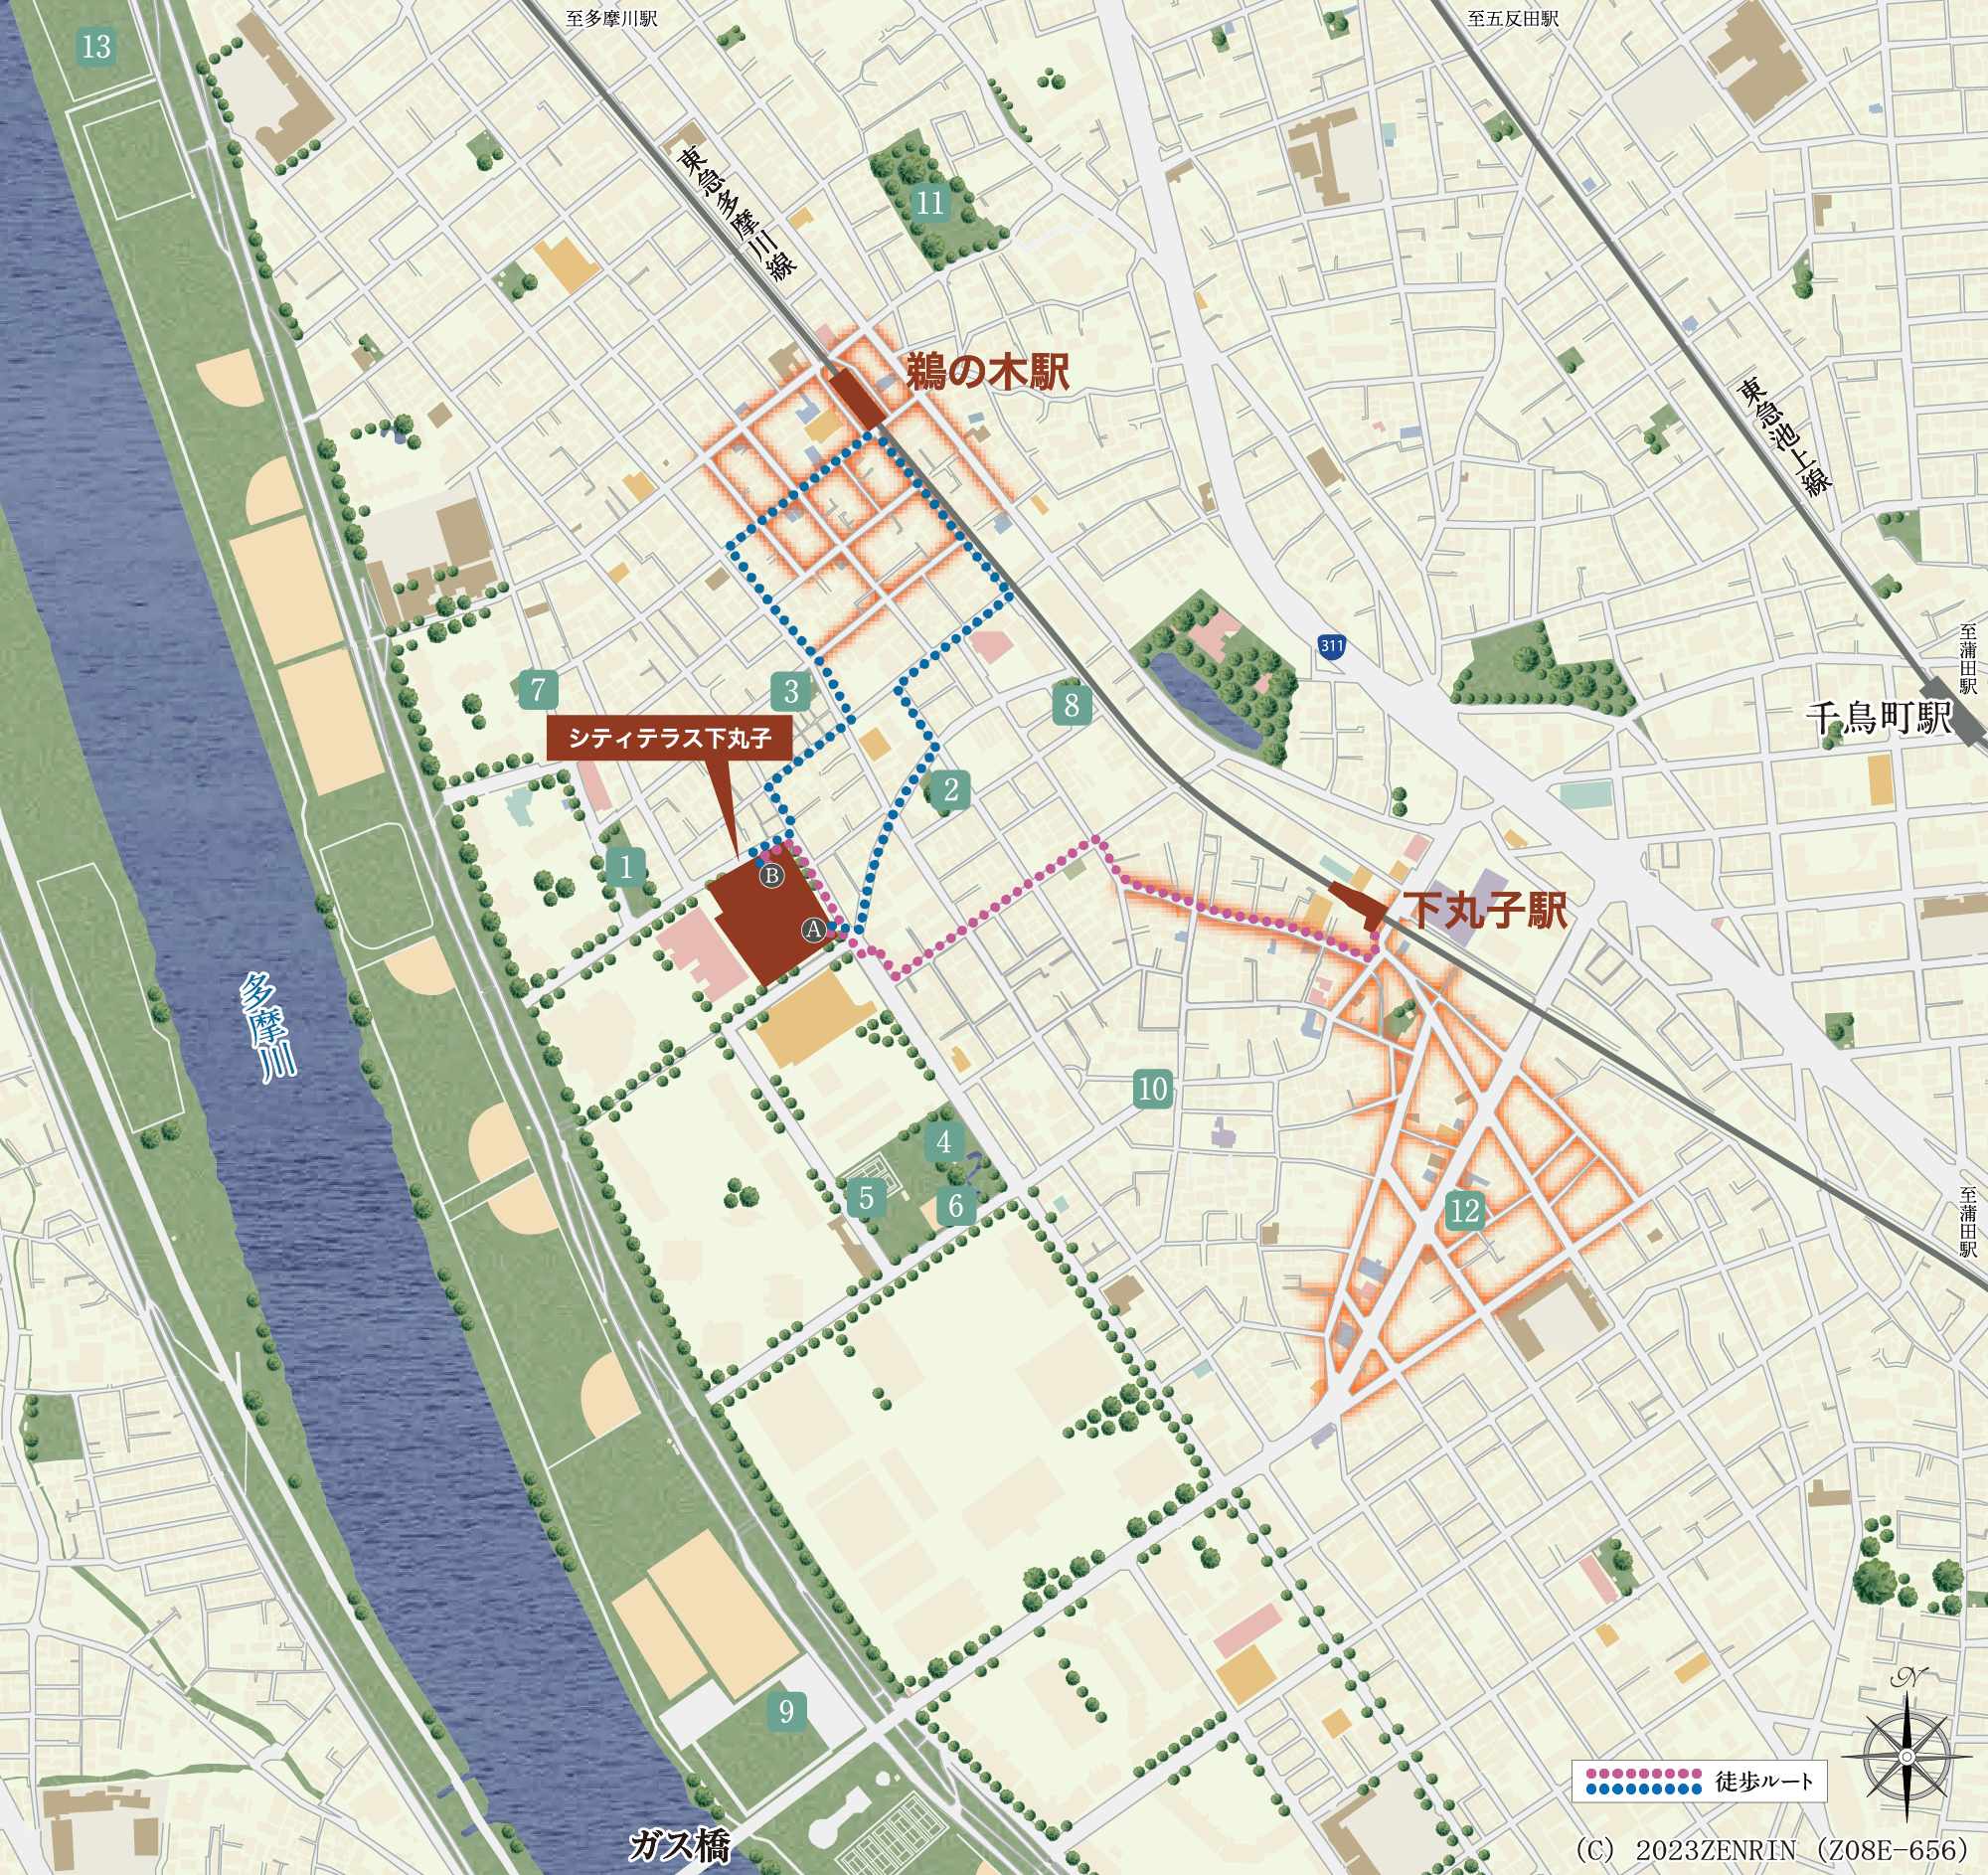 至多摩川駅
至五反田駅
13
東急多摩川線
11
鵜の木駅
東急池上線
311
至蒲田駅
7
3
8
千鳥町駅
シティテラス下丸子
2
1
B
A
下丸子駅
多摩川
10
4
5
6
12
至蒲田駅
9
N
徒歩ルート
ガス橋
(C) 2023ZENRIN (Z08E-656)